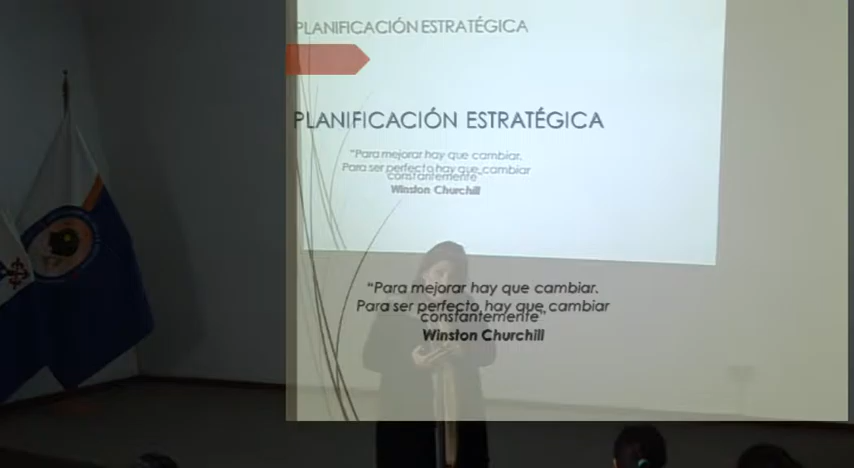 PLANIFICACIÓN ESTRATÉGICA
PLANIFICACIÓN ESTRATÉGICA
"Para mejorar hay que cambiar.
Para ser perfecto hay que cambiar
constantemente"
Winston Churchill
"Para mejorar hay que cambiar.
Para ser perfecto hay que cambiar
constantemente"
Winston Churchill